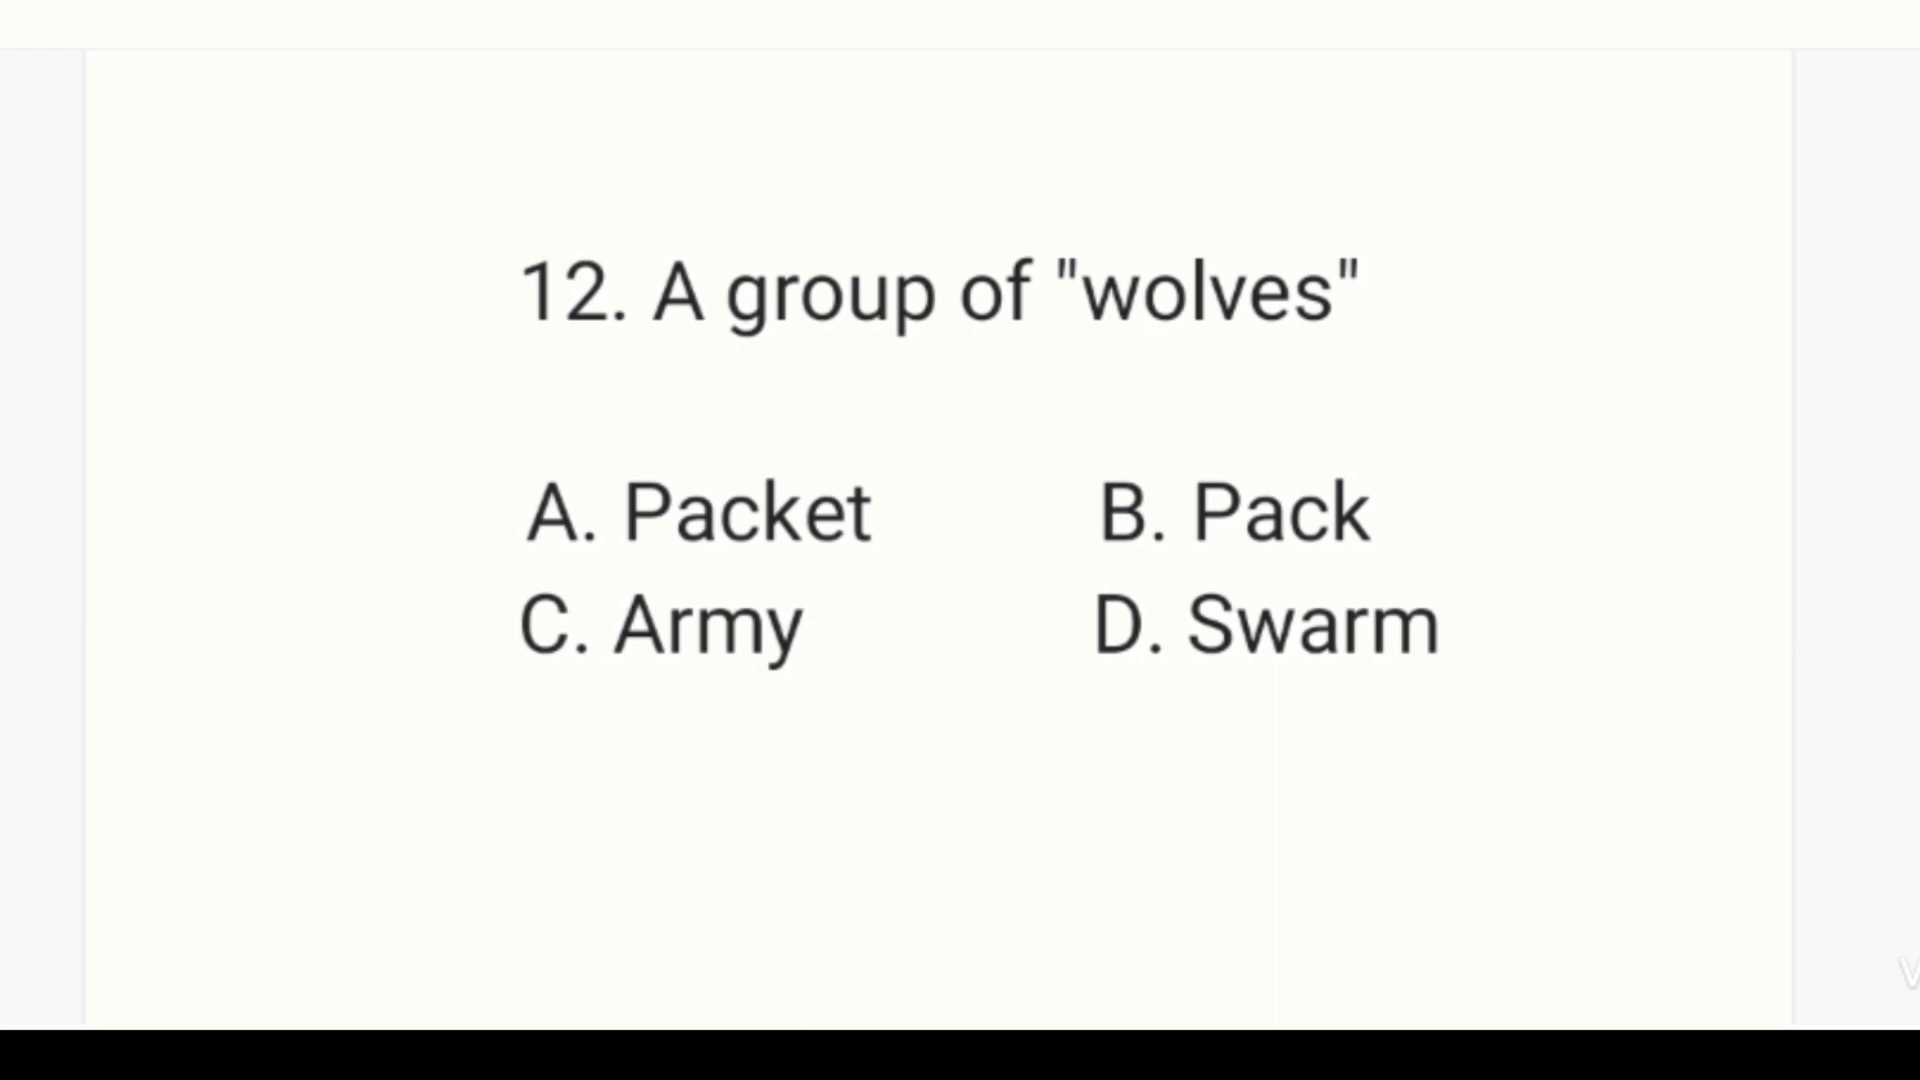 12. A group of "wolves"
A. Packet B. Pack
C. Army D. Swarm